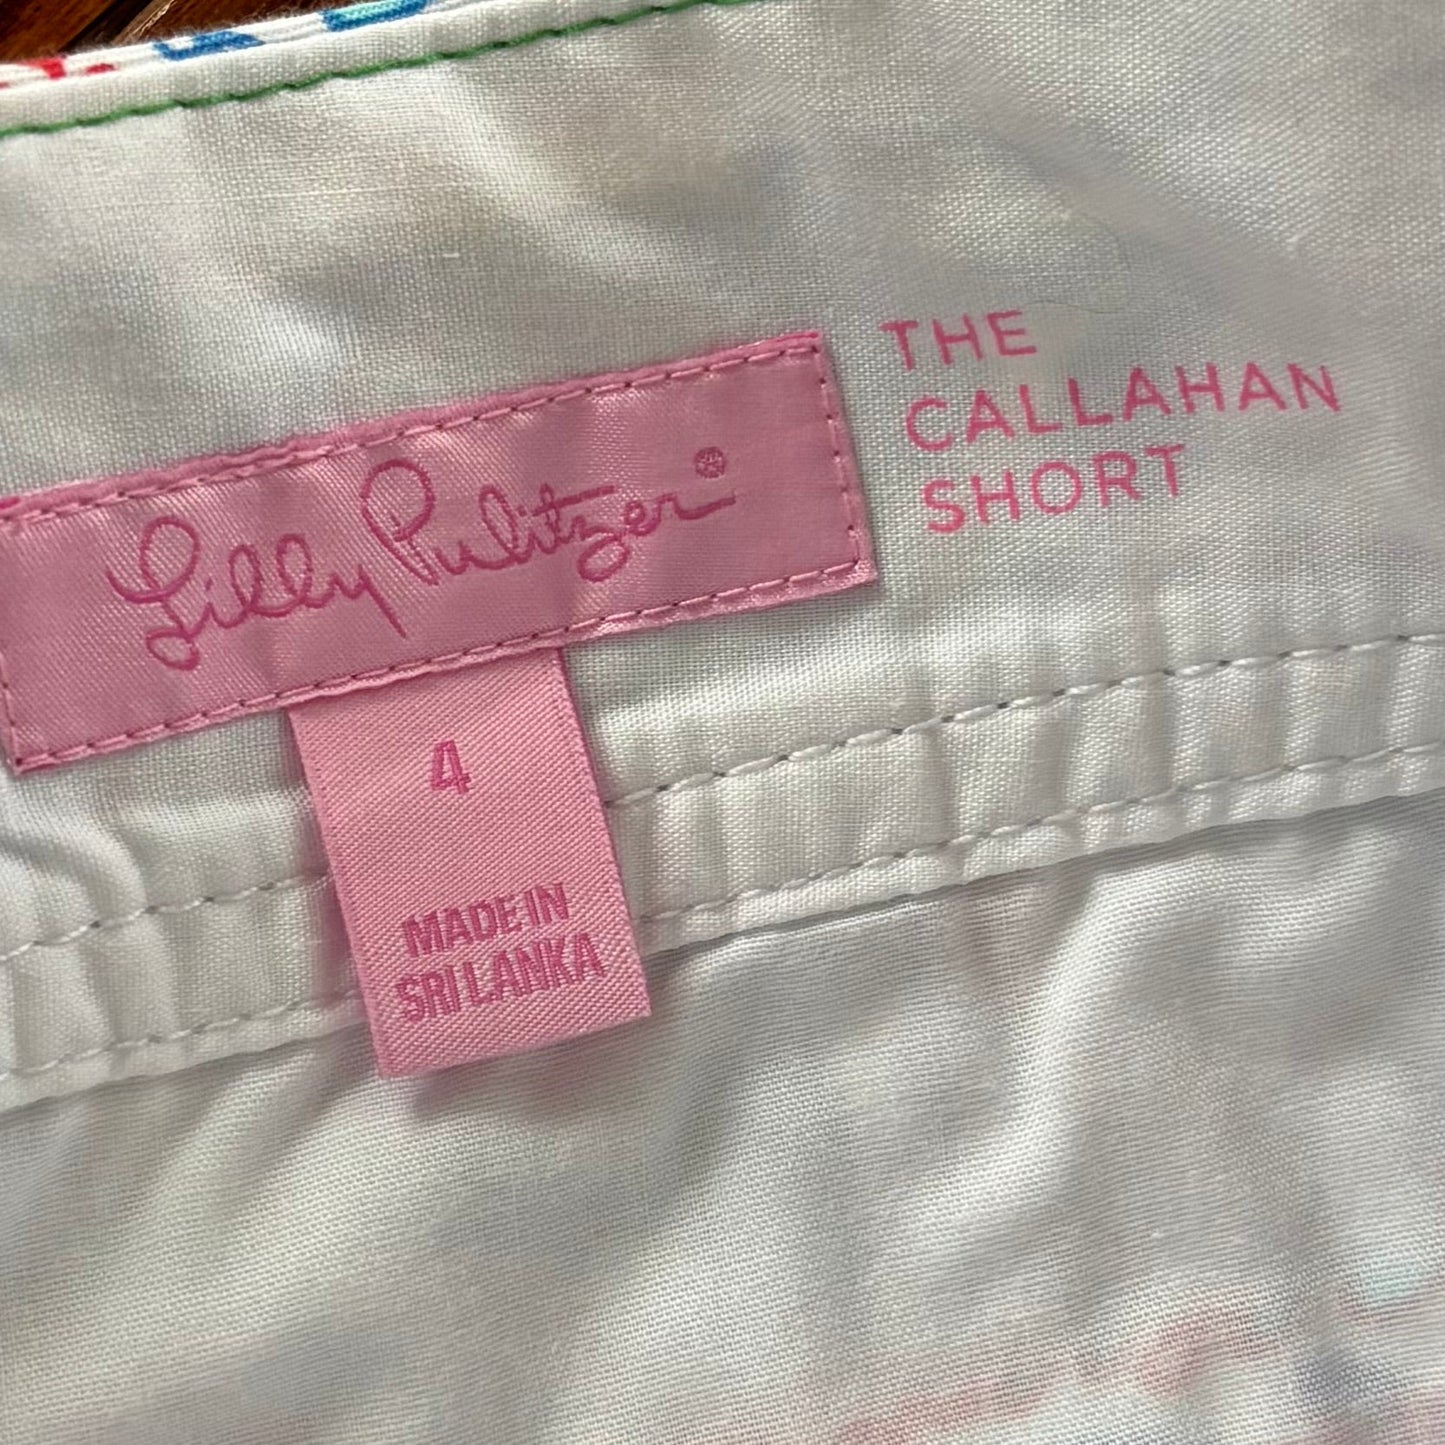 Lilly Pulitzer®
THE
CALLAHAN
SHORT
4
MADE IN
SRI LANKA